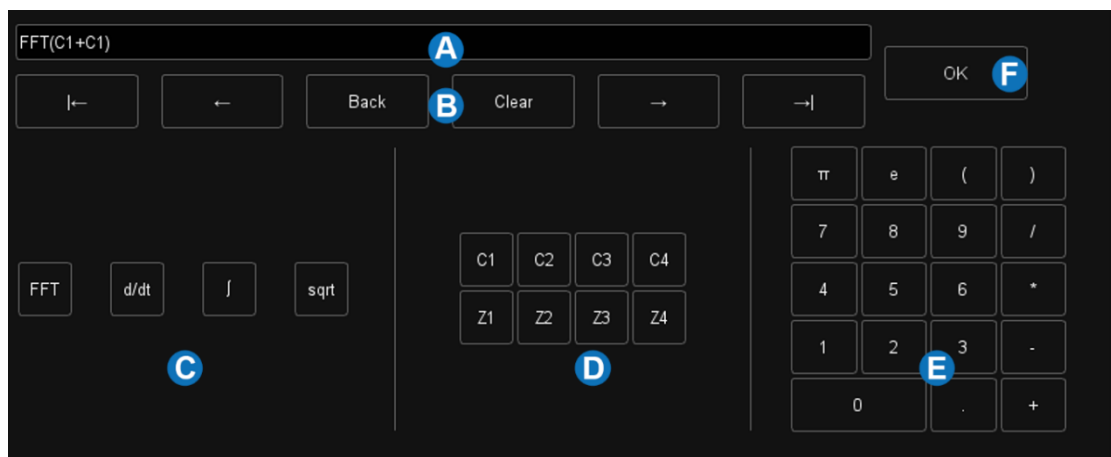 FFT(C1+C1)
A
OK F
|← ← Back B Clear → →|
π e ( )
7 8 9 /
C1 C2 C3 C4
FFT d/dt ∫ sqrt
4 5 6 *
Z1 Z2 Z3 Z4
1 2 3 -
C D E
0 . +